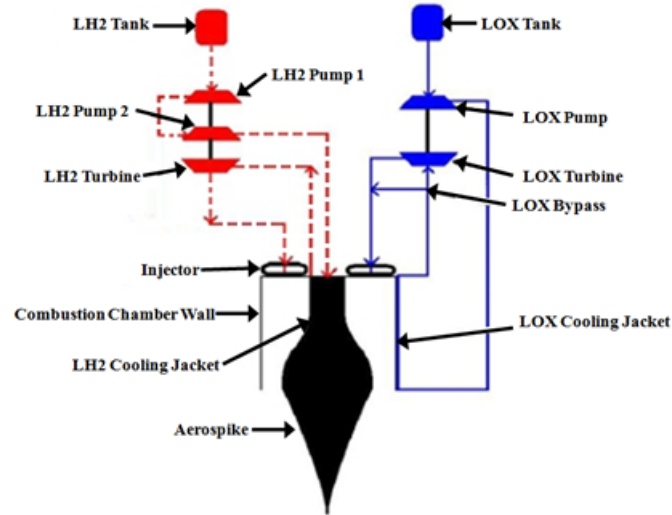 LH2 Tank
LOX Tank
LH2 Pump 1
LH2 Pump 2
LOX Pump
LH2 Turbine
LOX Turbine
LOX Bypass
Injector
Combustion Chamber Wall
LOX Cooling Jacket
LH2 Cooling Jacket
Aerospike